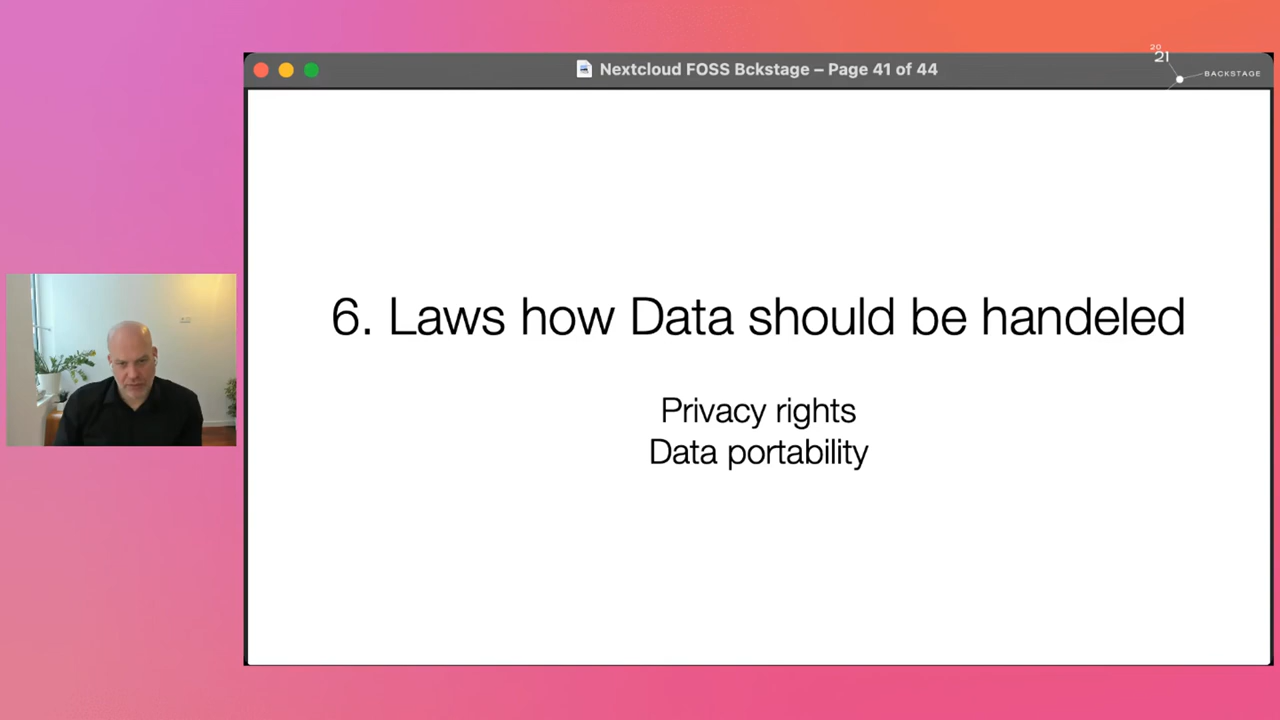 Nextcloud FOSS Bckstage – Page 41 of 44
20
21
BACKSTAGE
6. Laws how Data should be handeled
Privacy rights
Data portability